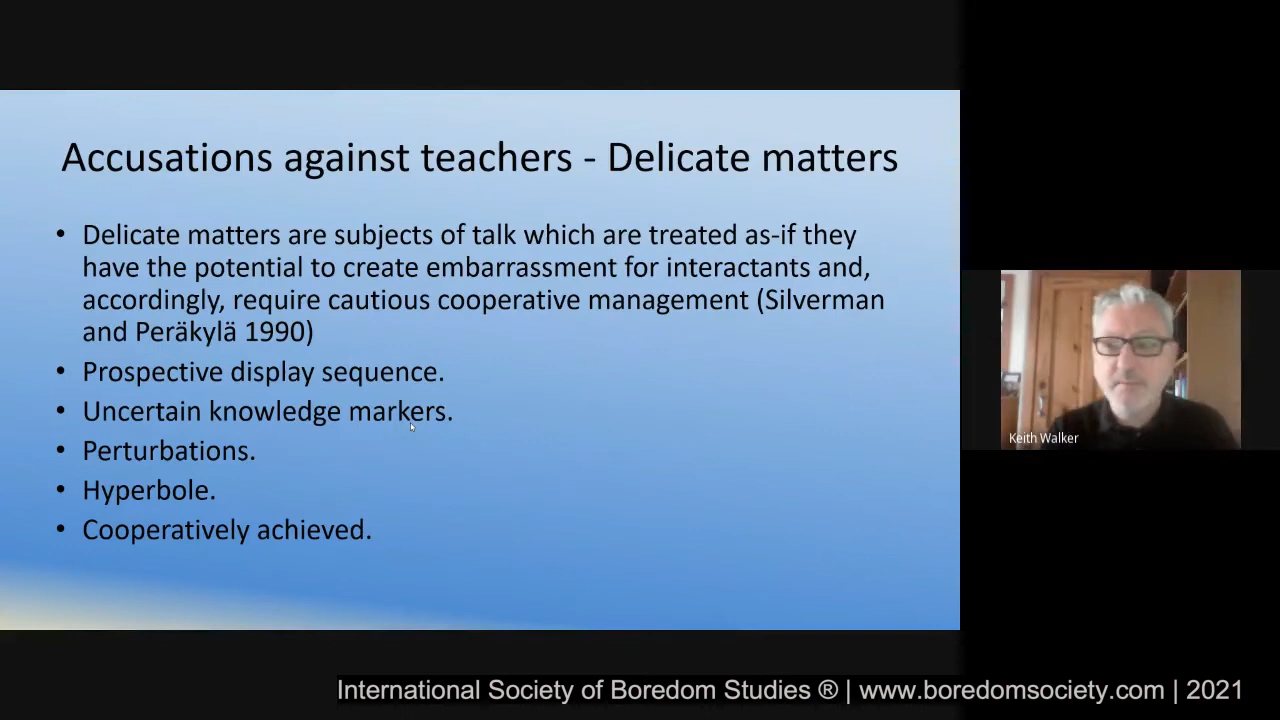 Accusations against teachers - Delicate matters
• Delicate matters are subjects of talk which are treated as-if they
have the potential to create embarrassment for interactants and,
accordingly, require cautious cooperative management (Silverman
and Peräkylä 1990)
• Prospective display sequence.
• Uncertain knowledge markers.
• Perturbations.
• Hyperbole.
• Cooperatively achieved.
Keith Walker
International Society of Boredom Studies ® | www.boredomsociety.com | 2021